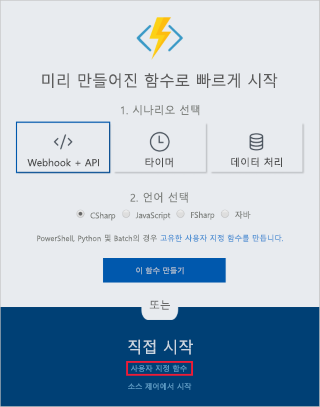 미리 만들어진 함수로 빠르게 시작
1. 시나리오 선택
Webhook + API
타이머
데이터 처리
2. 언어 선택
CSharp JavaScript FSharp 자바
PowerShell, Python 및 Batch의 경우 고유한 사용자 지정 함수를 만듭니다.
이 함수 만들기
또는
직접 시작
사용자 지정 함수
소스 제어에서 시작